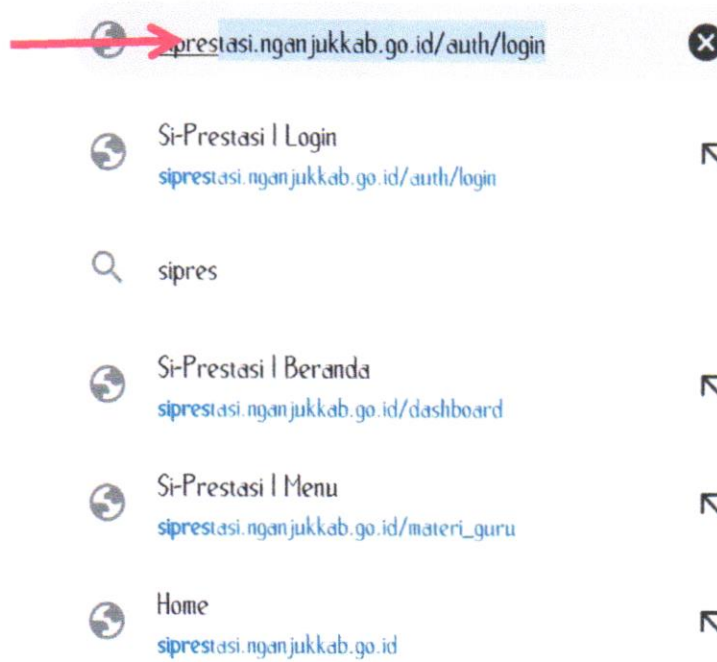 siprestasi.nganjukkab.go.id/auth/login
Si-Prestasi | Login
siprestasi.nganjukkab.go.id/auth/login
sipres
Si-Prestasi | Beranda
siprestasi.nganjukkab.go.id/dashboard
Si-Prestasi | Menu
siprestasi.nganjukkab.go.id/materi_guru
Home
siprestasi.nganjukkab.go.id